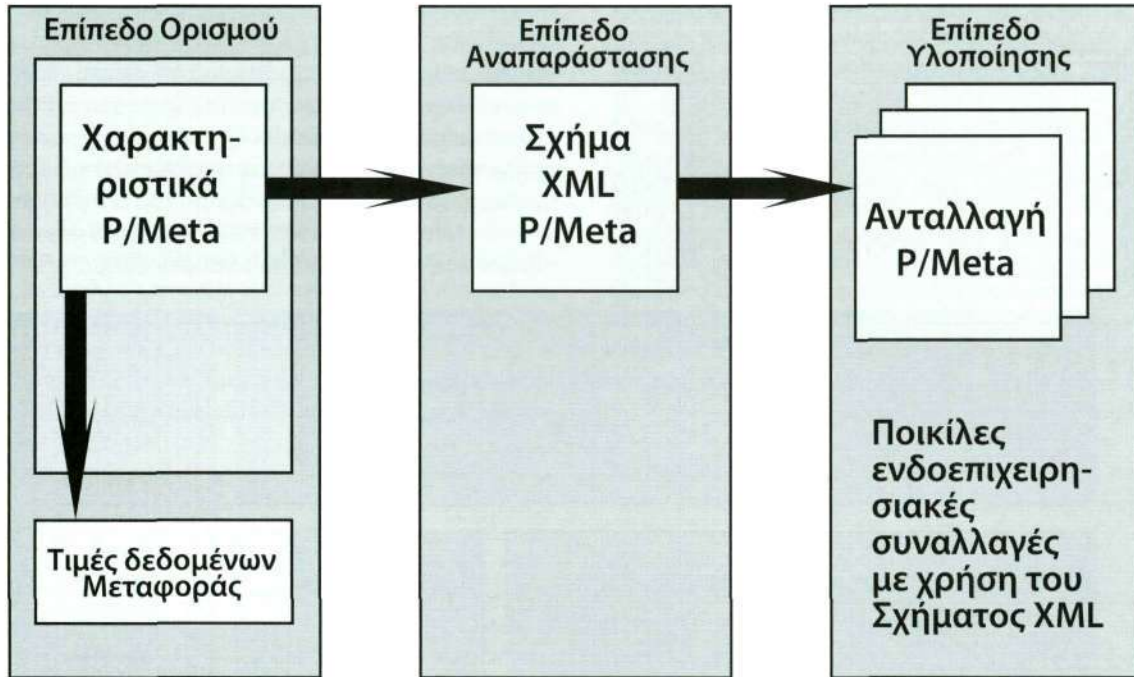 Επίπεδο Ορισμού
Χαρακτη-
ριστικά
P/Meta
Τιμές δεδομένων
Μεταφοράς
Επίπεδο
Αναπαράστασης
Σχήμα
XML
P/Meta
Επίπεδο
Υλοποίησης
Ανταλλαγή
P/Meta
Ποικίλες
ενδοεπιχειρη-
σιακές
συναλλαγές
με χρήση του
Σχήματος XML